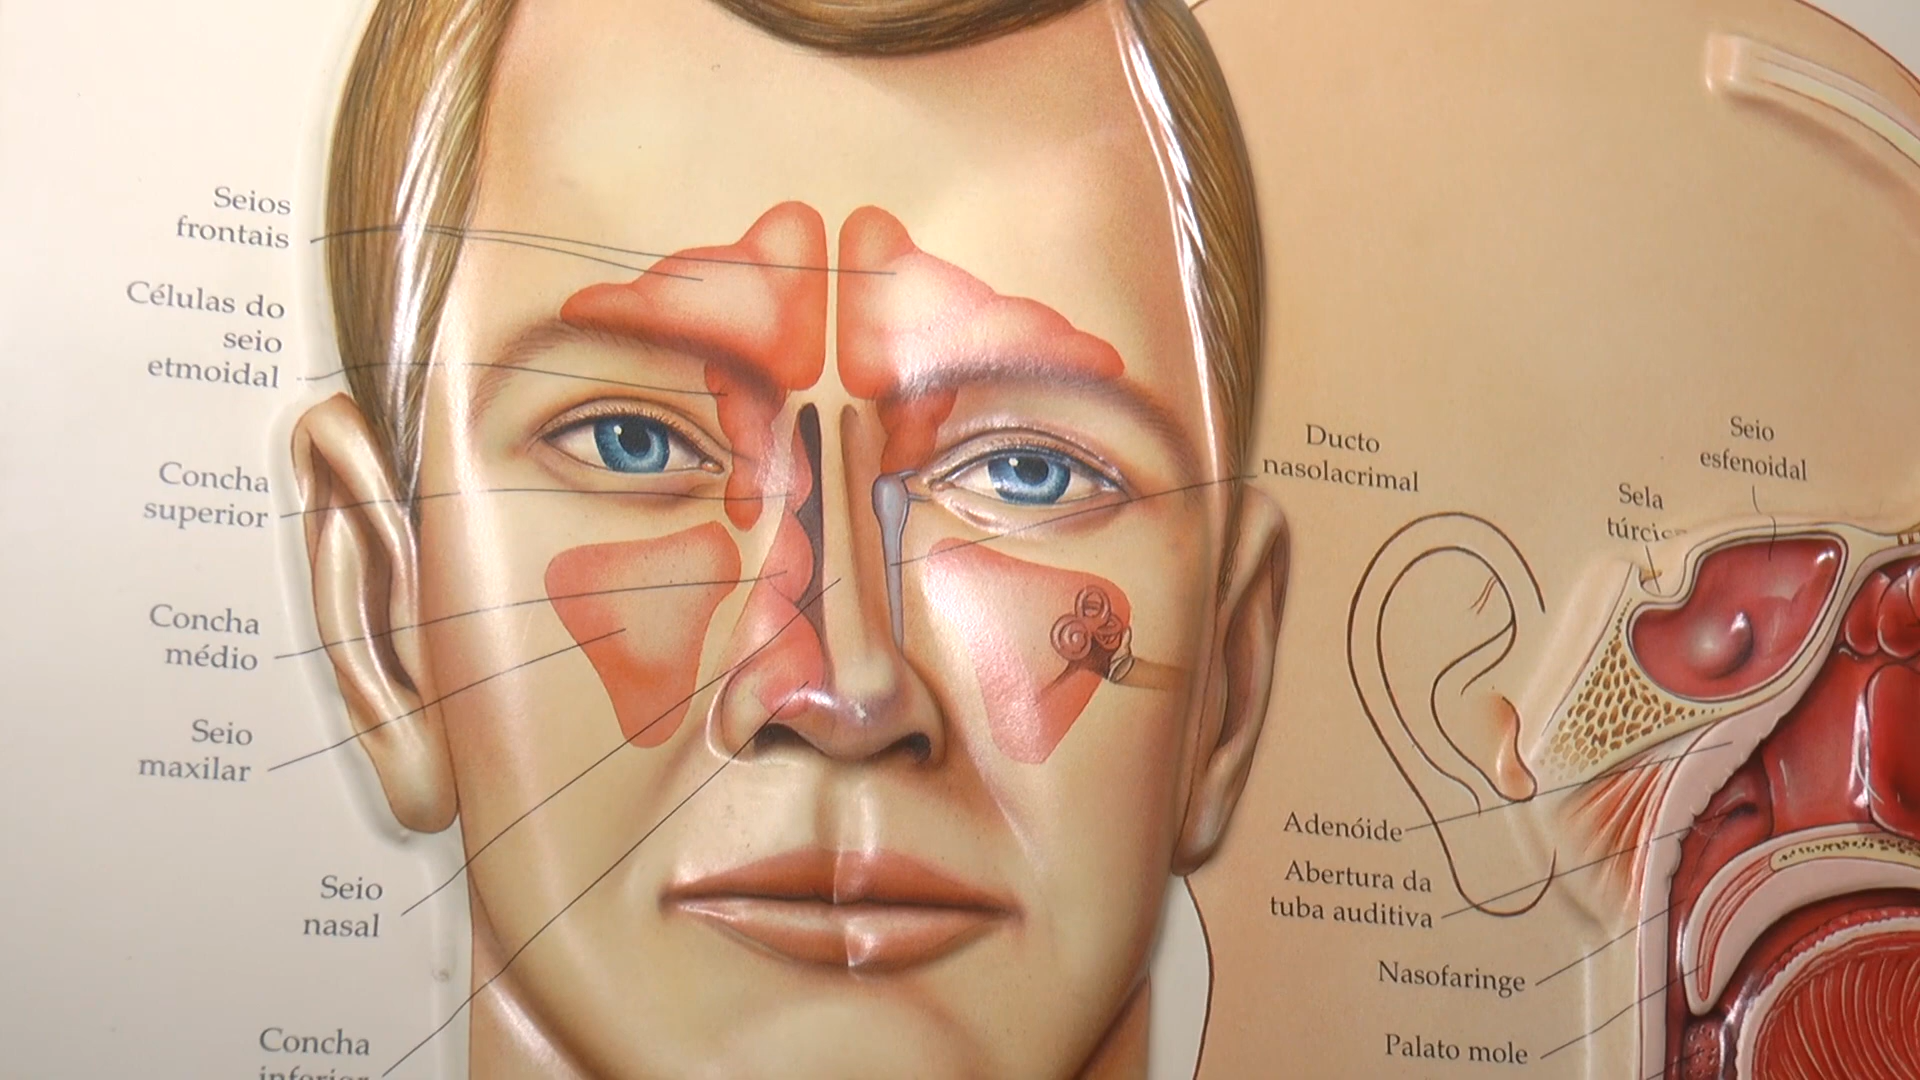 Seios
frontais
Células do
seio
etmoidal
Concha
superior
Concha
médio
Seio
maxilar
Seio
nasal
Concha
inferior
Ducto
nasolacrimal
Seio
esfenoidal
Sela
Adenóide
Abertura da
tuba auditiva
Nasofaringe
Palato mole